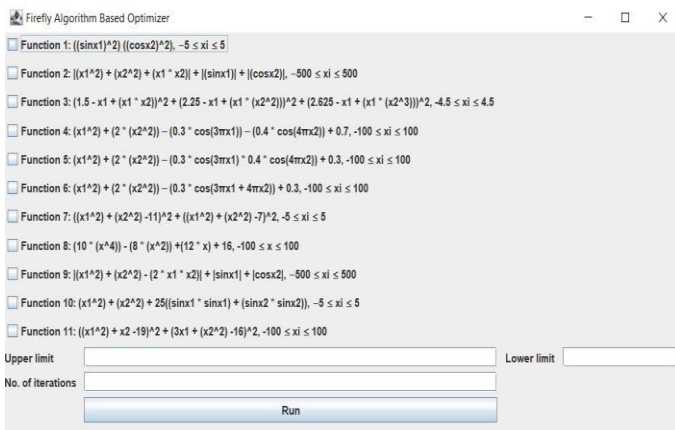 Firefly Algorithm Based Optimizer
Function 1: ((sinx1)^2) ((cosx2)^2), −5 ≤ xi ≤ 5
Function 2: |(x1^2) + (x2^2) + (x1 * x2)| + |(sinx1)| + |(cosx2)|, −500 ≤ xi ≤ 500
Function 3: (1.5 - x1 + (x1 * x2))^2 + (2.25 - x1 + (x1 * (x2^2)))^2 + (2.625 - x1 + (x1 * (x2^3)))^2, -4.5 ≤ xi ≤ 4.5
Function 4: (x1^2) + (2 * (x2^2)) – (0.3 * cos(3πx1)) – (0.4 * cos(4πx2)) + 0.7, -100 ≤ xi ≤ 100
Function 5: (x1^2) + (2 * (x2^2)) – (0.3 * cos(3πx1) * 0.4 * cos(4πx2)) + 0.3, -100 ≤ xi ≤ 100
Function 6: (x1^2) + (2 * (x2^2)) – (0.3 * cos(3πx1 + 4πx2)) + 0.3, -100 ≤ xi ≤ 100
Function 7: ((x1^2) + (x2^2) -11)^2 + ((x1^2) + (x2^2) -7)^2, -5 ≤ xi ≤ 5
Function 8: (10 * (x^4)) - (8 * (x^2)) +(12 * x) + 16, -100 ≤ x ≤ 100
Function 9: |(x1^2) + (x2^2) - (2 * x1 * x2)| + |sinx1| + |cosx2|, −500 ≤ xi ≤ 500
Function 10: (x1^2) + (x2^2) + 25((sinx1 * sinx1) + (sinx2 * sinx2)), −5 ≤ xi ≤ 5
Function 11: ((x1^2) + x2 -19)^2 + (3x1 + (x2^2) -16)^2, -100 ≤ xi ≤ 100
Upper limit Lower limit
No. of iterations
Run